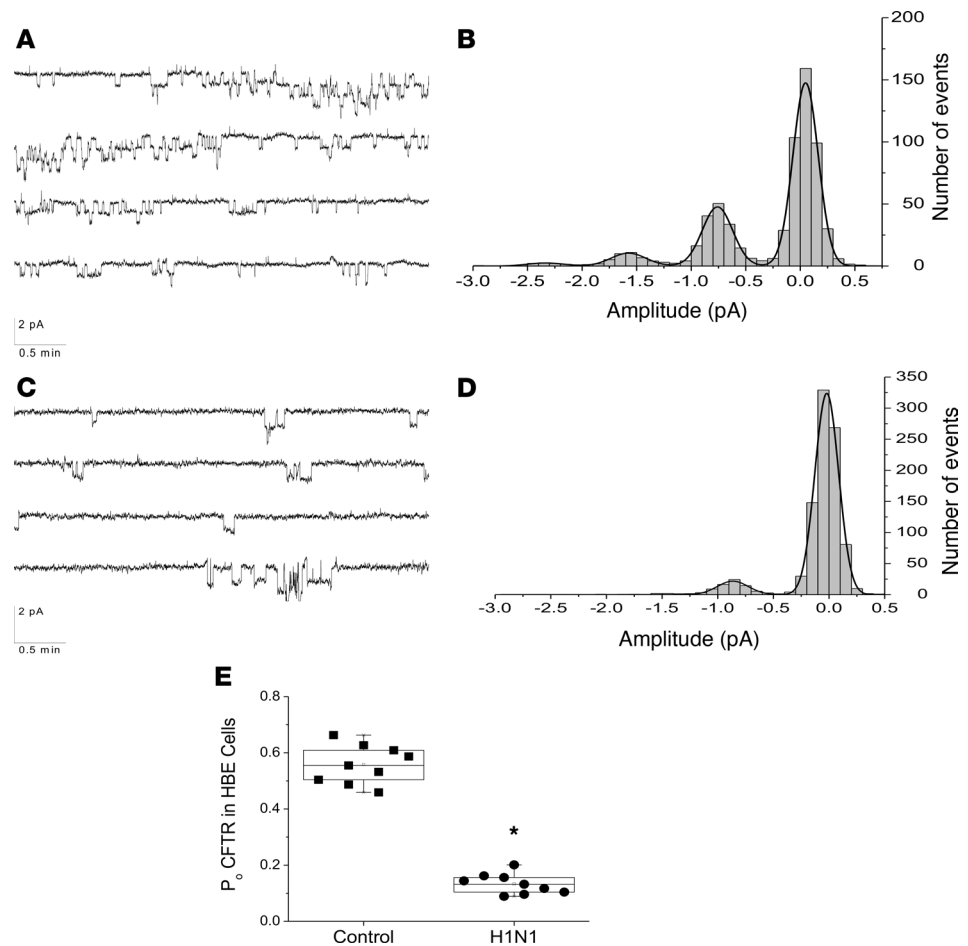 A
2 pA
0.5 min
B
200
150
100
50
0
Number of events
-3.0 -2.5 -2.0 -1.5 -1.0 -0.5 0.0 0.5
Amplitude (pA)
C
2 pA
0.5 min
D
350
300
250
200
150
100
50
0
Number of events
-3.0 -2.5 -2.0 -1.5 -1.0 -0.5 0.0 0.5
Amplitude (pA)
E
0.8
0.6
0.4
0.2
0.0
Po CFTR in HBE Cells
*
Control H1N1